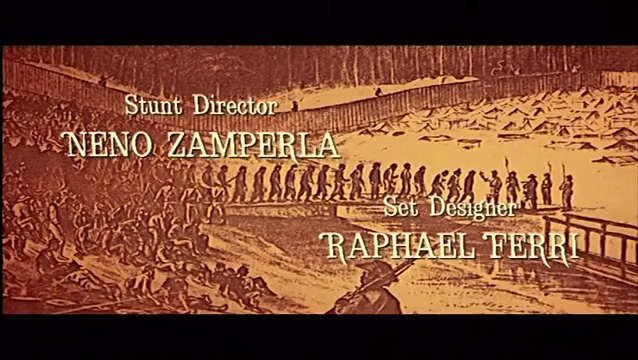 Stunt Director
NENO ZAMPERLA
Set Designer
RAPHAEL FERRI